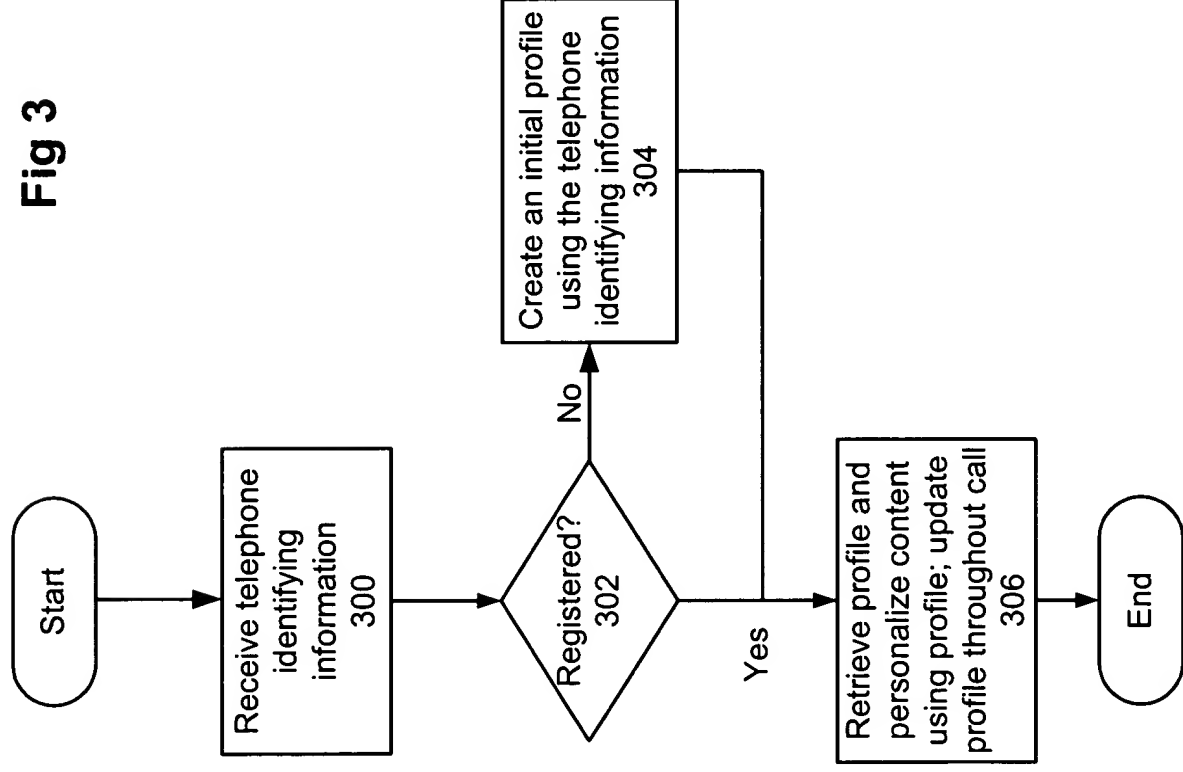 Fig 3
Start
Receive telephone
identifying
information
300
Registered?
302
No
Create an initial profile
using the telephone
identifying information
304
Yes
Retrieve profile and
personalize content
using profile; update
profile throughout call
306
End